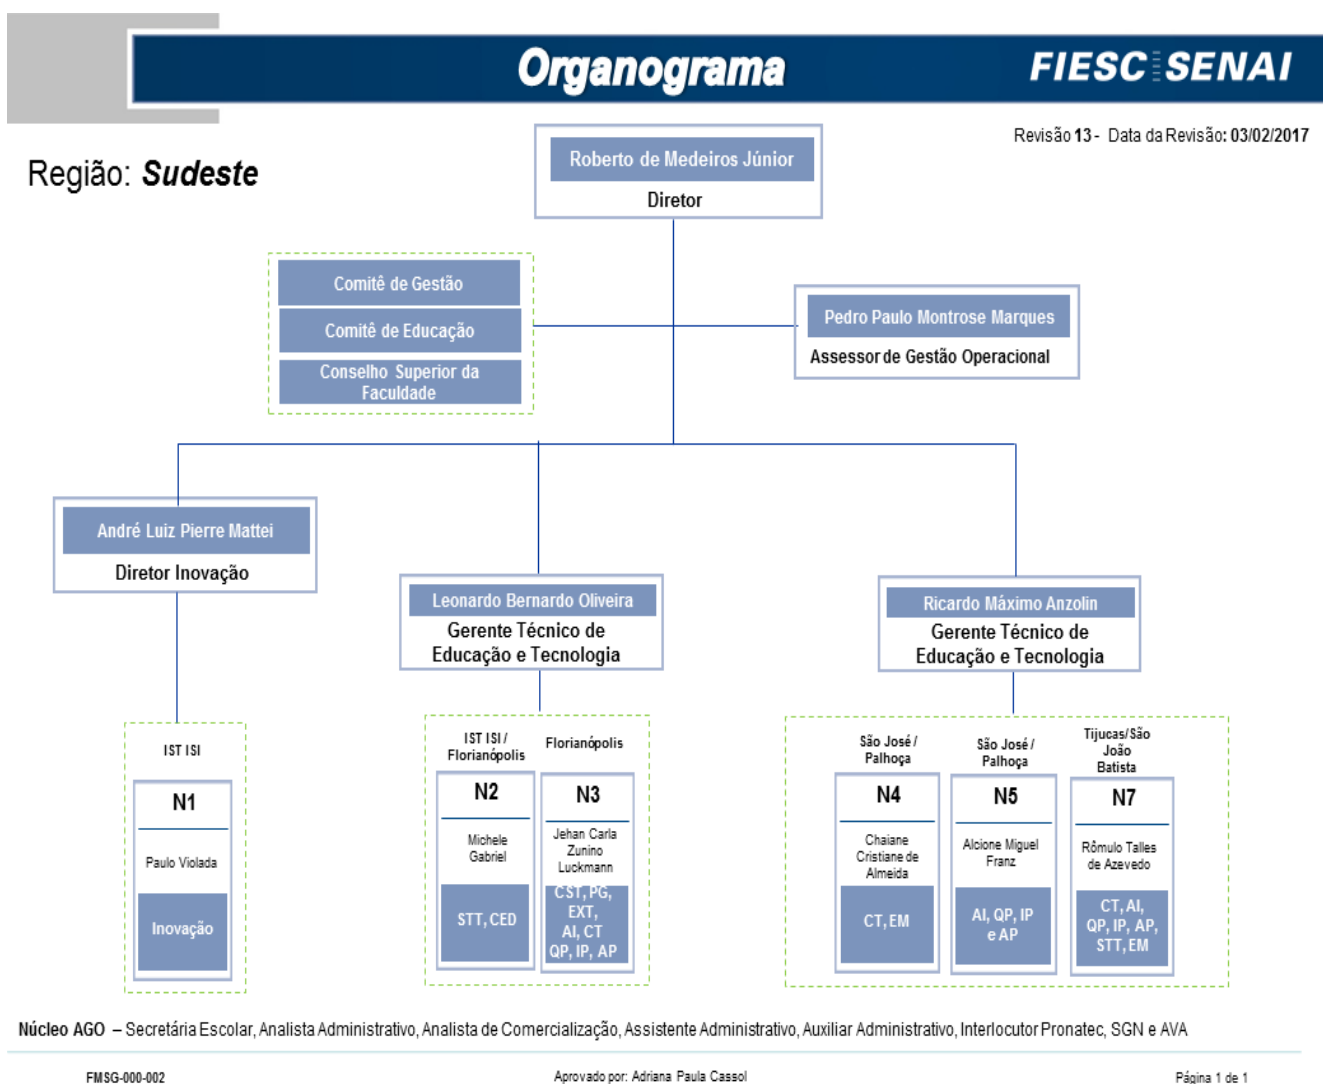 Organograma
FIESC SENAI
Revisão 13 - Data da Revisão: 03/02/2017
Região: Sudeste
Roberto de Medeiros Júnior
Diretor
Comitê de Gestão
Comitê de Educação
Conselho Superior da
Faculdade
Pedro Paulo Montrose Marques
Assessor de Gestão Operacional
André Luiz Pierre Mattei
Diretor Inovação
Leonardo Bernardo Oliveira
Gerente Técnico de
Educação e Tecnologia
Ricardo Máximo Anzolin
Gerente Técnico de
Educação e Tecnologia
IST ISI
N1
Paulo Violada
Inovação
IST ISI /
Florianópolis
N2
Michele
Gabriel
STT, CED
Florianópolis
N3
Jehan Carla
Zunino
Luckmann
CST, PG,
EXT,
AI, CT
QP, IP, AP
São José /
Palhoça
N4
Chaiane
Cristiane de
Almeida
CT, EM
São José /
Palhoça
N5
Alcione Miguel
Franz
AI, QP, IP
e AP
Tijucas/São
João
Batista
N7
Rômulo Talles
de Azevedo
CT, AI,
QP, IP, AP,
STT, EM
Núcleo AGO – Secretária Escolar, Analista Administrativo, Analista de Comercialização, Assistente Administrativo, Auxiliar Administrativo, Interlocutor Pronatec, SGN e AVA
FMSG-000-002
Aprovado por: Adriana Paula Cassol
Página 1 de 1